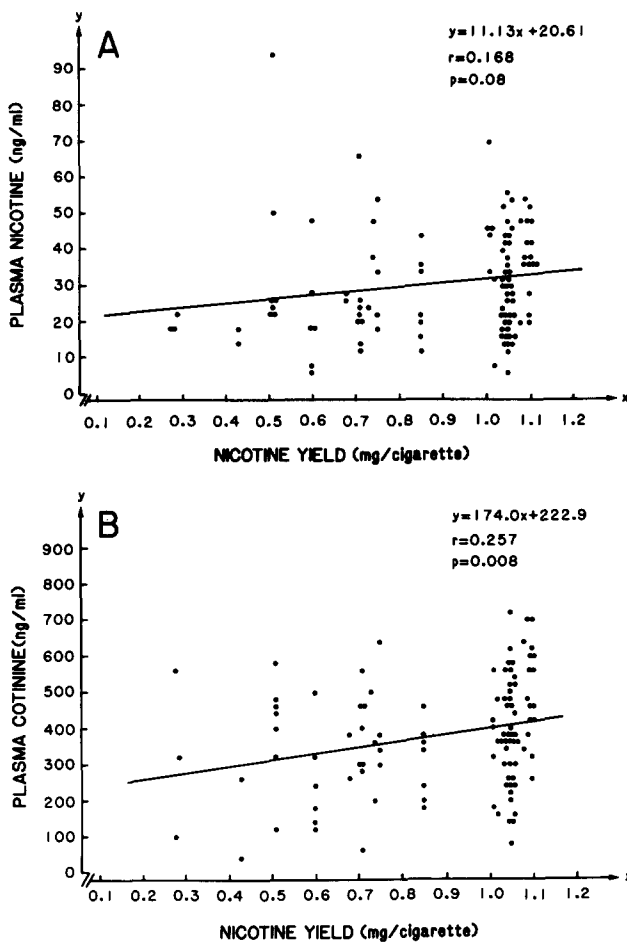 y
A
y=11.13x+20.61
r=0.168
p=0.08
PLASMA NICOTINE (ng/ml)
90
80
70
60
50
40
30
20
10
0
x
0.1 0.2 0.3 0.4 0.5 0.6 0.7 0.8 0.9 1.0 1.1 1.2
NICOTINE YIELD (mg/cigarette)
y
B
y=174.0x+222.9
r=0.257
p=0.008
PLASMA COTININE(ng/ml)
900
800
700
600
500
400
300
200
100
0
0.1 0.2 0.3 0.4 0.5 0.6 0.7 0.8 0.9 1.0 1.1 1.2
NICOTINE YIELD (mg/cigarette)